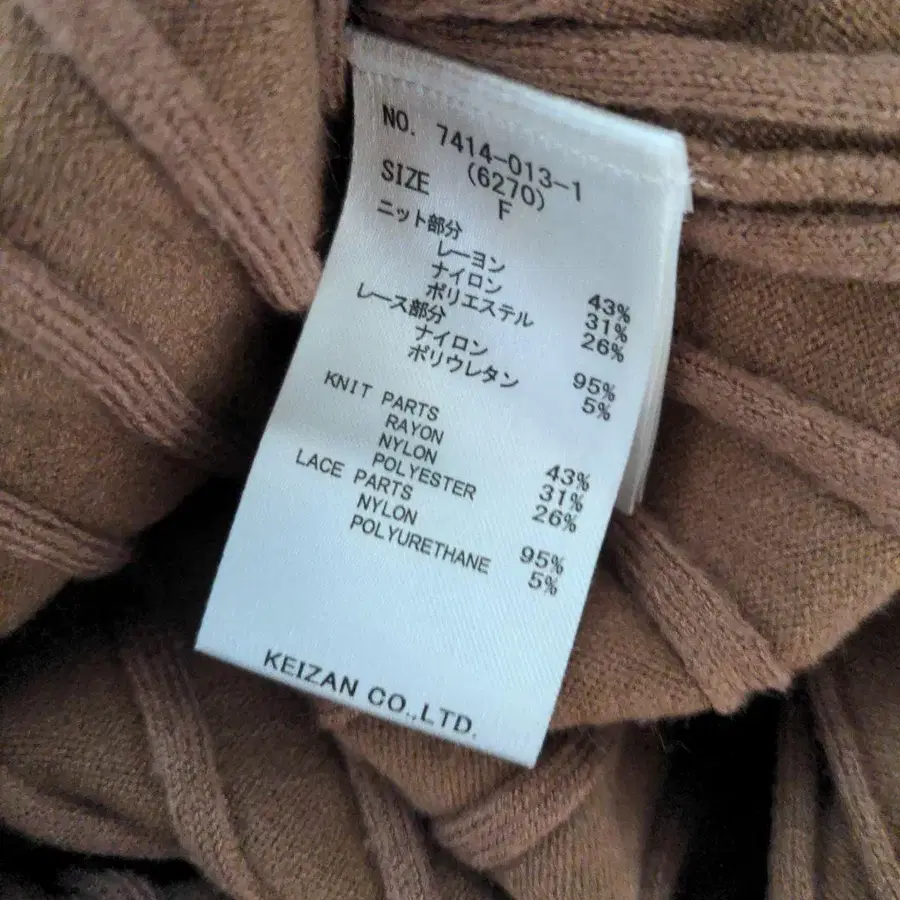 NO. 7414-013-1
(6270)
SIZE F
ニット部分
レーヨン 43%
ナイロン 31%
ポリエステル 26%
レース部分
ナイロン 95%
ポリウレタン 5%
KNIT PARTS
RAYON 43%
NYLON 31%
POLYESTER 26%
LACE PARTS
NYLON 95%
POLYURETHANE 5%
KEIZAN CO.,LTD.